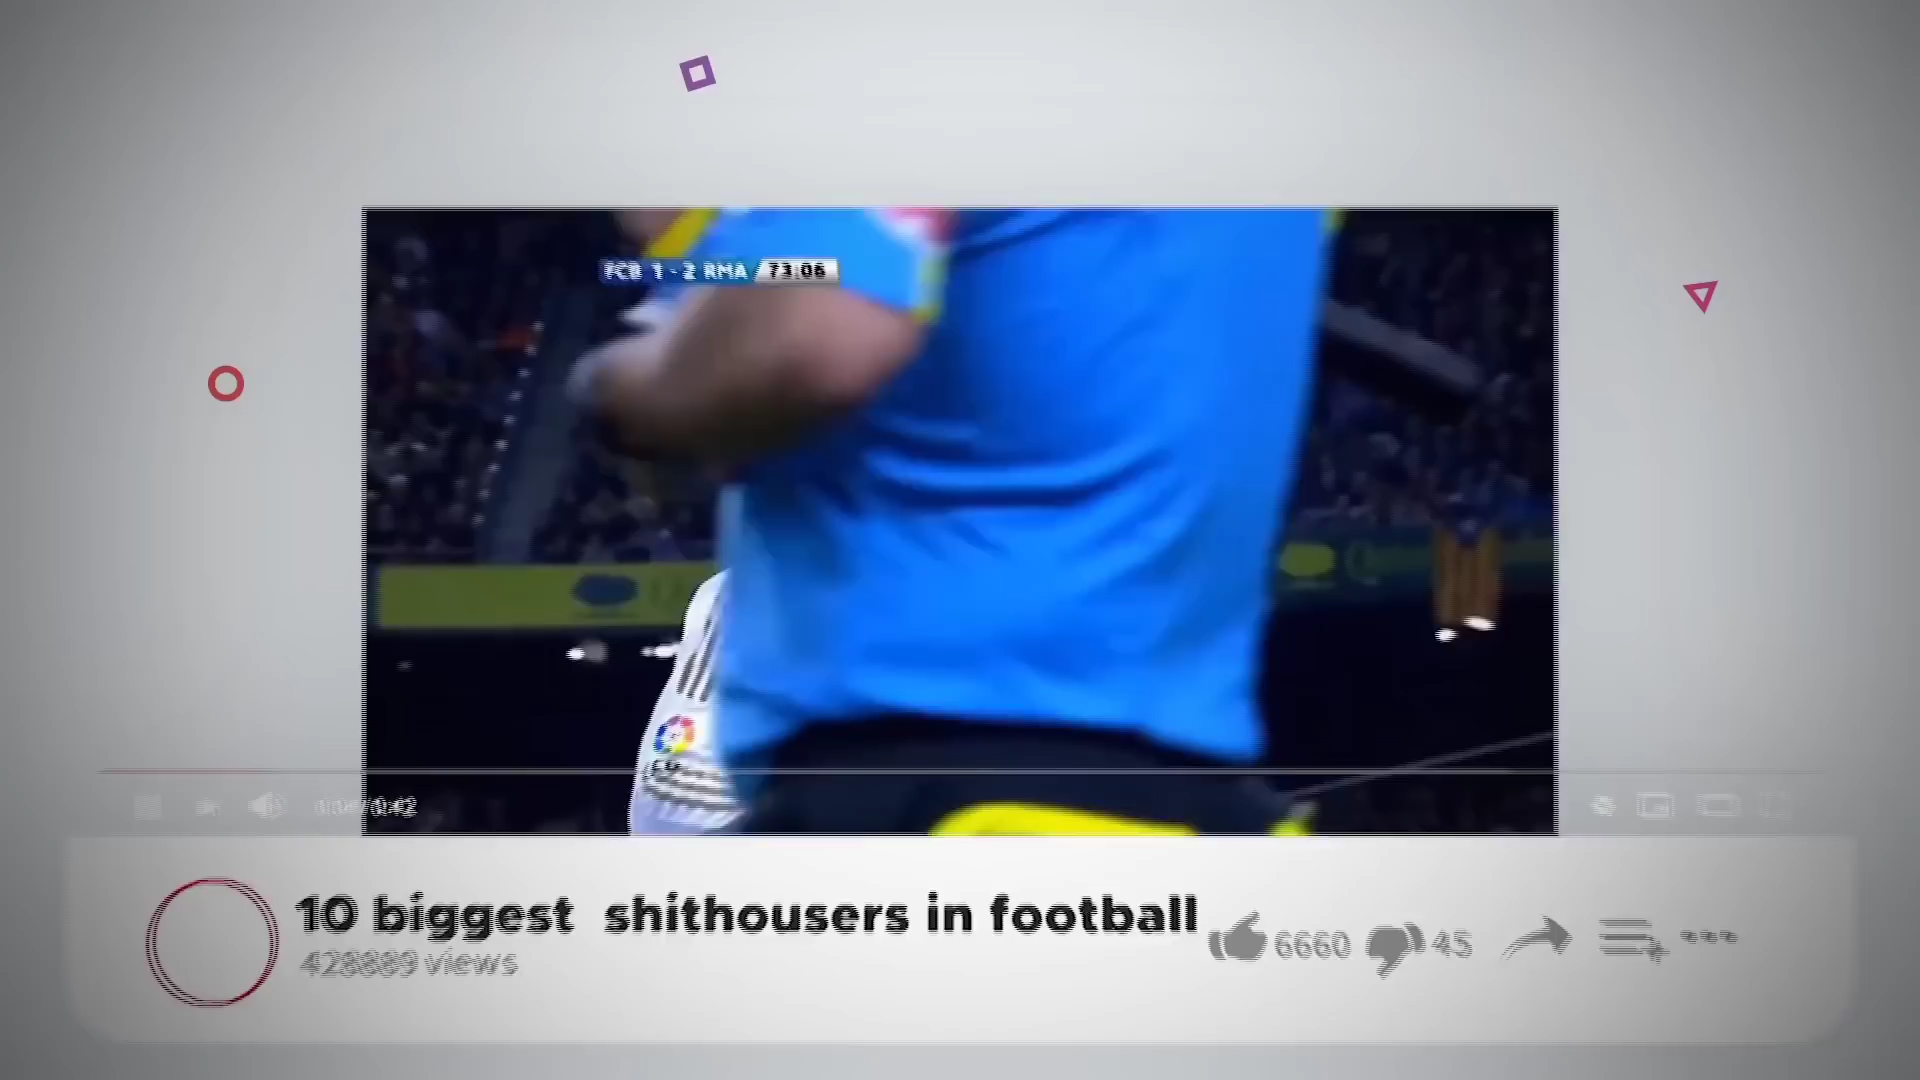 FCB 1 - 2 RMA 73:06
10 biggest shithousers in football
428889 views
6660 45